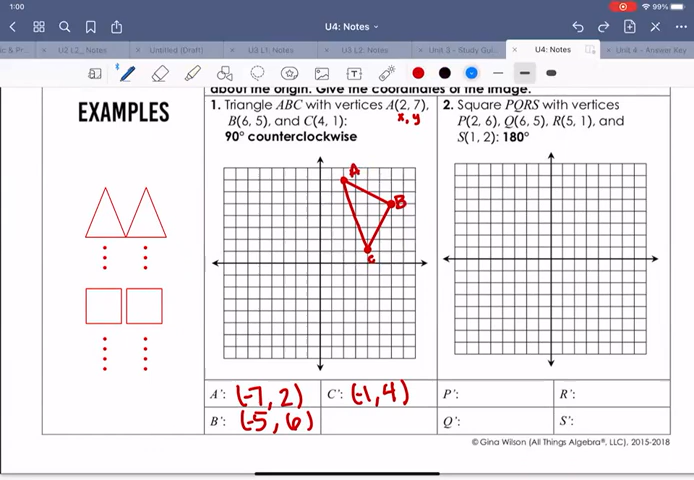 1:00
99%
U4: Notes
ic & Pr...
U2 L2_ Notes
Untitled (Draft)
U3 L1. Notes
U3 L2. Notes
Unit 3 - Study Gui...
U4: Notes
Unit 4 - Answer Key
about the origin. Give the coordinates of the image.
EXAMPLES
1. Triangle ABC with vertices A(2, 7),
B(6, 5), and C(4, 1):
x, y
90° counterclockwise
A
B
C
2. Square PQRS with vertices
P(2, 6), Q(6, 5), R(5, 1), and
S(1, 2): 180°
A': (-7, 2)
C': (-1, 4)
P':
R':
B': (-5, 6)
Q':
S':
© Gina Wilson (All Things Algebra®, LLC), 2015-2018